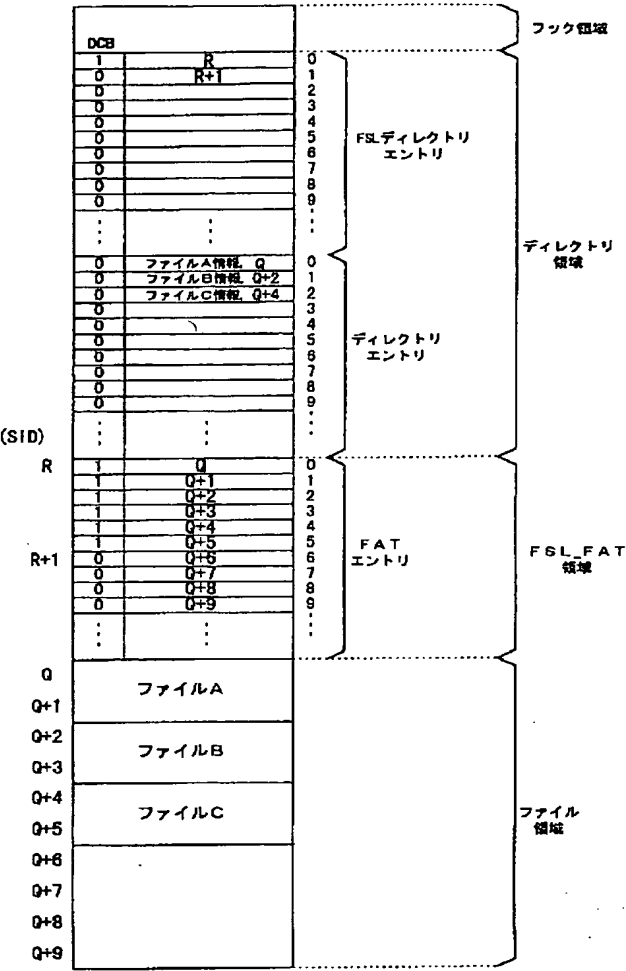 フック領域
DCB
1 R 0
0 R+1 1
0 2
0 3
0 4
0 5
0 6
0 7
0 8
0 9
FSLディレクトリ
エントリ
ディレクトリ
領域
0 ファイルA情報, Q 0
0 ファイルB情報, Q+2 1
0 ファイルC情報, Q+4 2
0 3
0 4
0 5
0 6
0 7
0 8
0 9
ディレクトリ
エントリ
(SID)
R 1 Q 0
1 Q+1 1
1 Q+2 2
1 Q+3 3
1 Q+4 4
1 Q+5 5
R+1 0 Q+6 6
0 Q+7 7
0 Q+8 8
0 Q+9 9
FAT
エントリ
FSL_FAT
領域
Q
ファイルA
Q+1
Q+2
ファイルB
Q+3
Q+4
ファイルC
Q+5
ファイル
領域
Q+6
Q+7
Q+8
Q+9